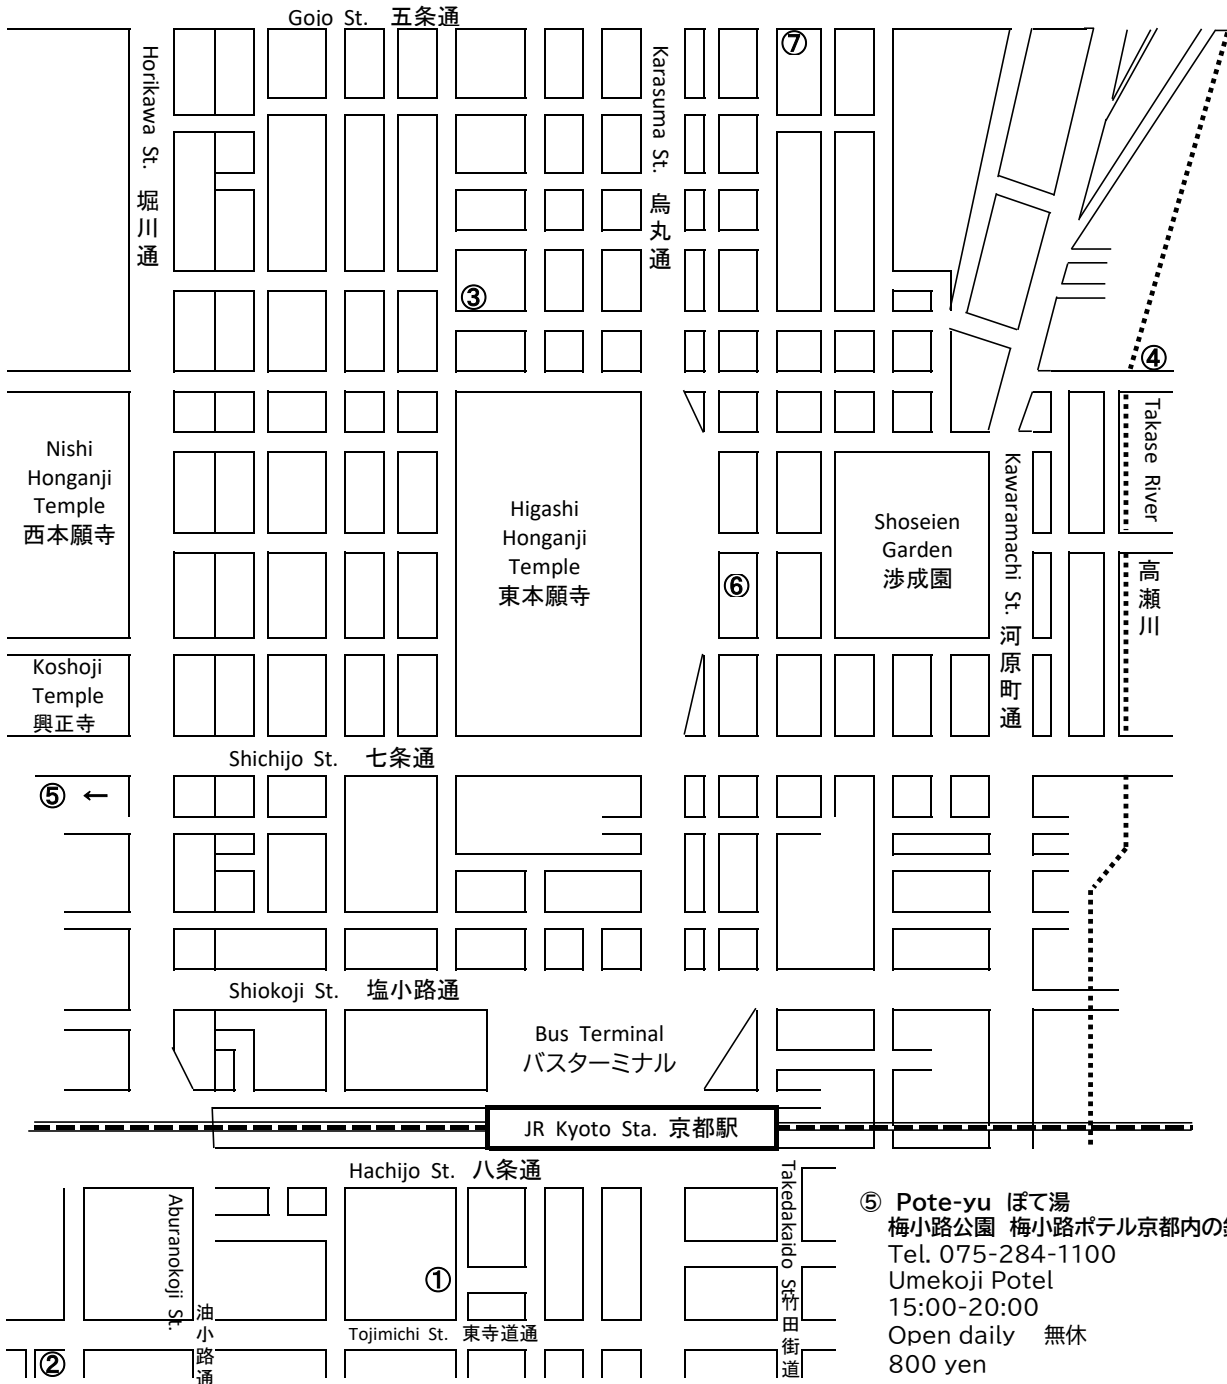 Gojo St. 五条通
⑦
Horikawa St. 堀川通
Karasuma St. 烏丸通
③
④
Nishi
Honganji
Temple
西本願寺
Higashi
Honganji
Temple
東本願寺
Shoseien
Garden
渉成園
Kawaramachi St. 河原町通
Takase River 高瀬川
⑥
Koshoji
Temple
興正寺
Shichijo St. 七条通
⑤ ←
Shiokoji St. 塩小路通
Bus Terminal
バスターミナル
JR Kyoto Sta. 京都駅
Hachijo St. 八条通
Aburanokoji St. 油小路通
Takedakaido St. 竹田街道
①
Tojimichi St. 東寺道通
②
⑤ Pote-yu ぽて湯
梅小路公園 梅小路ポテル京都内の
Tel. 075-284-1100
Umekoji Potel
15:00-20:00
Open daily 無休
800 yen